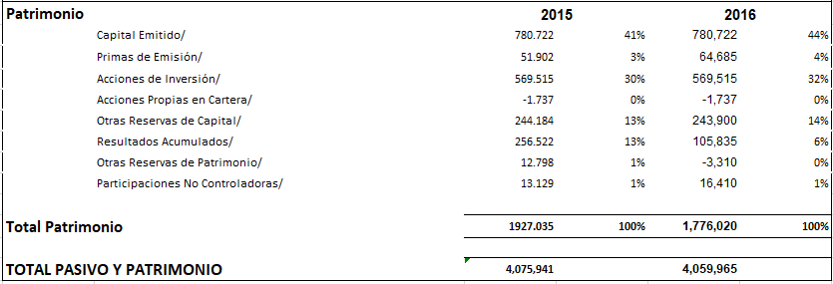 Patrimonio 2015 2016
Capital Emitido/ 780.722 41% 780,722 44%
Primas de Emisión/ 51.902 3% 64,685 4%
Acciones de Inversión/ 569.515 30% 569,515 32%
Acciones Propias en Cartera/ -1.737 0% -1,737 0%
Otras Reservas de Capital/ 244.184 13% 243,900 14%
Resultados Acumulados/ 256.522 13% 105,835 6%
Otras Reservas de Patrimonio/ 12.798 1% -3,310 0%
Participaciones No Controladoras/ 13.129 1% 16,410 1%
Total Patrimonio 1927.035 100% 1,776,020 100%
TOTAL PASIVO Y PATRIMONIO 4,075,941 4,059,965